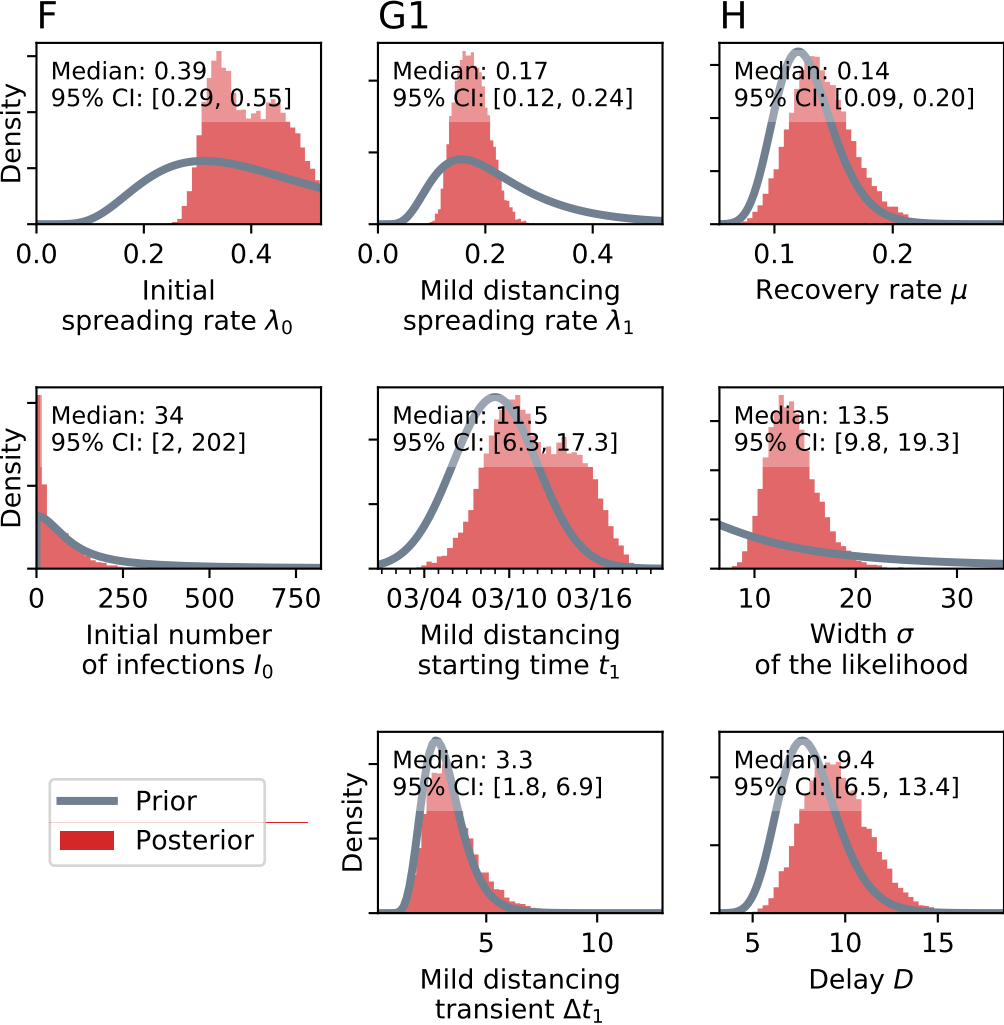 F
G1
H
Density
Median: 0.39
95% CI: [0.29, 0.55]
0.0
0.2
0.4
Initial
spreading rate λ0
Median: 0.17
95% CI: [0.12, 0.24]
0.0
0.2
0.4
Mild distancing
spreading rate λ1
Median: 0.14
95% CI: [0.09, 0.20]
0.1
0.2
Recovery rate μ
Density
Median: 34
95% CI: [2, 202]
0
250
500
750
Initial number
of infections I0
Median: 11.5
95% CI: [6.3, 17.3]
03/04
03/10
03/16
Mild distancing
starting time t1
Median: 13.5
95% CI: [9.8, 19.3]
10
20
30
Width σ
of the likelihood
Prior
Posterior
Density
Median: 3.3
95% CI: [1.8, 6.9]
5
10
Mild distancing
transient Δt1
Median: 9.4
95% CI: [6.5, 13.4]
5
10
15
Delay D